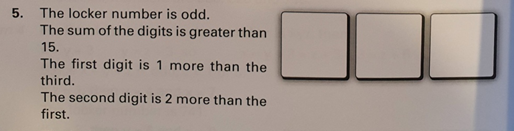 5. The locker number is odd.
The sum of the digits is greater than
15.
The first digit is 1 more than the
third.
The second digit is 2 more than the
first.